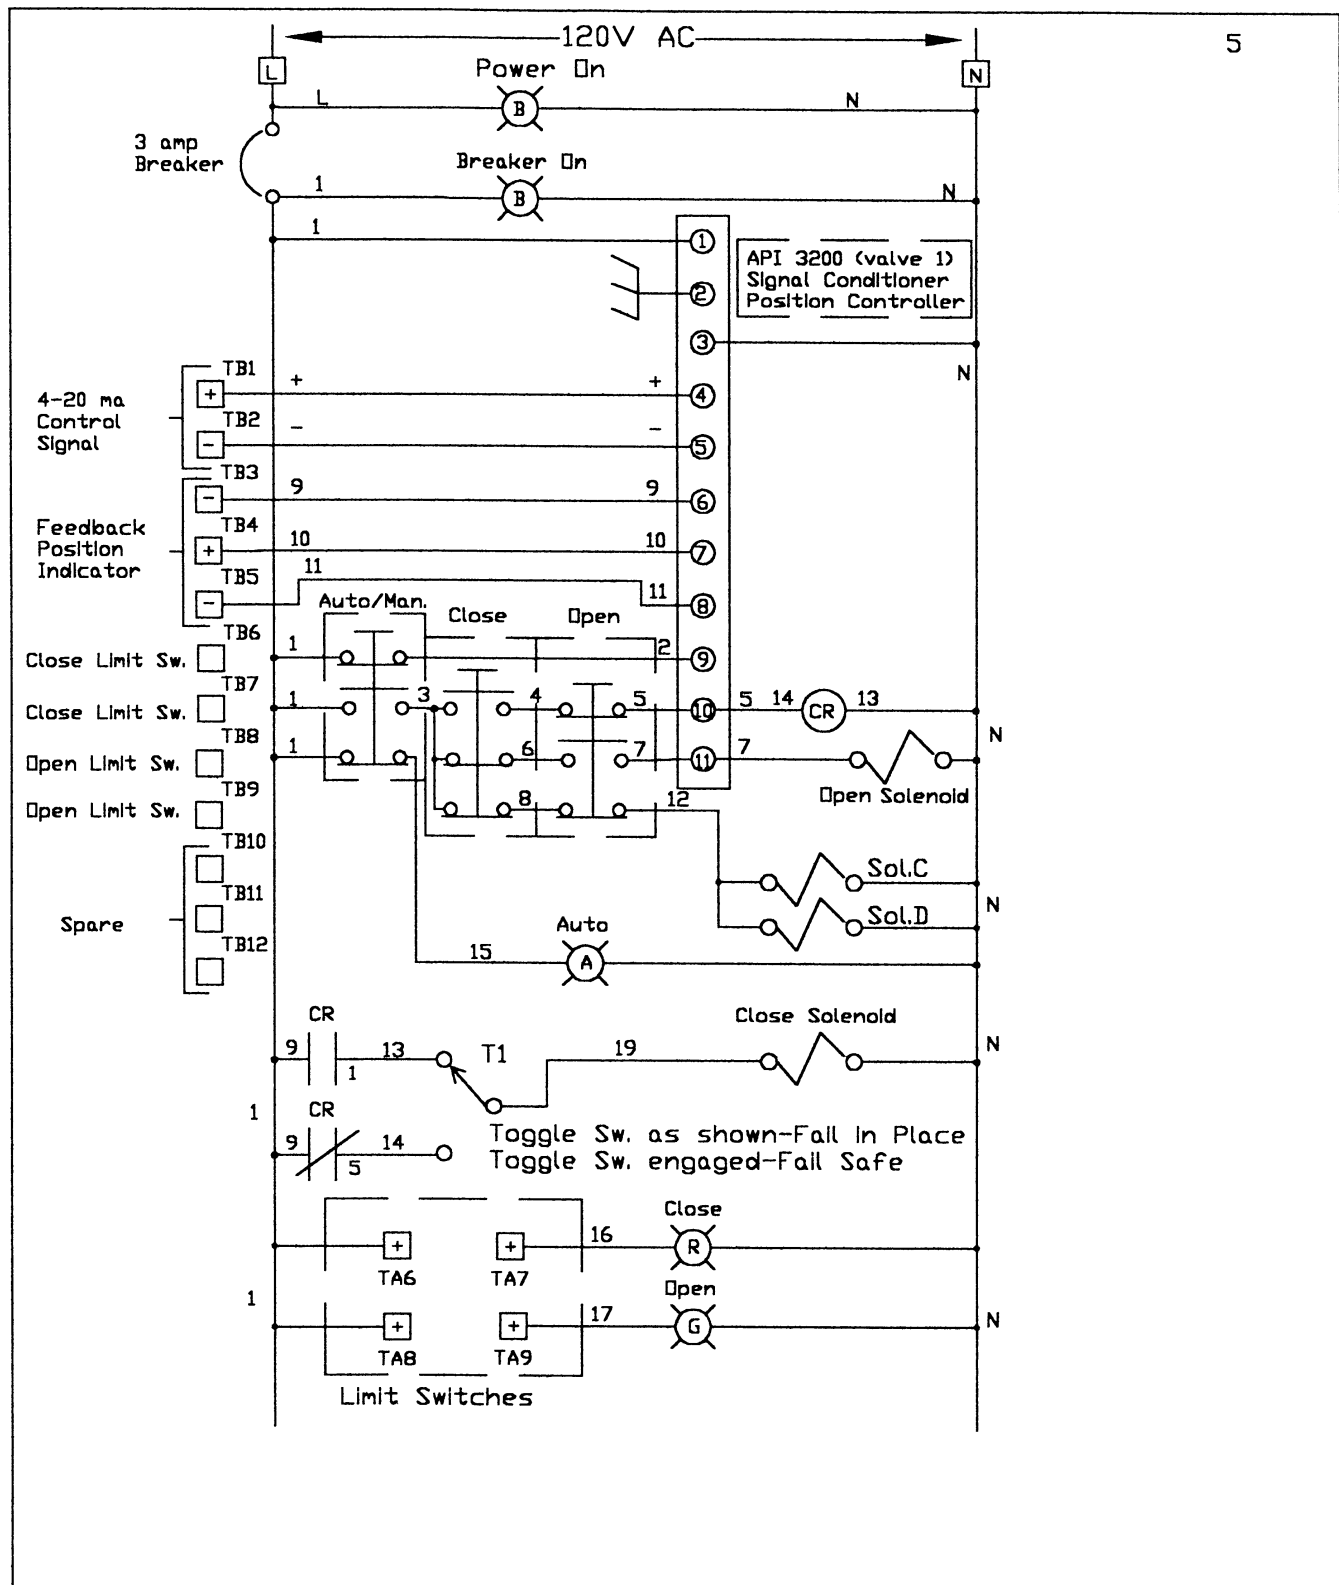 120V AC
5
L
Power On
N
L
B
N
3 amp
Breaker
Breaker On
1
B
N
1
1
API 3200 (valve 1)
Signal Conditioner
Position Controller
2
3
N
TB1
4-20 ma
Control
Signal
+
+
+
4
TB2
-
-
-
5
TB3
-
9
9
6
Feedback
Position
Indicator
TB4
+
10
10
7
TB5
-
11
11
8
Auto/Man.
Close
Open
TB6
Close Limit Sw.
1
2
9
TB7
Close Limit Sw.
1
3
4
5
10
5
14
CR
13
N
TB8
Open Limit Sw.
1
6
7
11
7
Open Solenoid
TB9
Open Limit Sw.
8
12
TB10
Sol.C
TB11
Spare
N
Sol.D
TB12
Auto
15
A
CR
Close Solenoid
9
1
13
T1
19
N
1
CR
9
5
14
Toggle Sw. as shown-Fail in Place
Toggle Sw. engaged-Fail Safe
Close
+
+
16
R
TA6
TA7
Open
1
+
+
17
G
N
TA8
TA9
Limit Switches